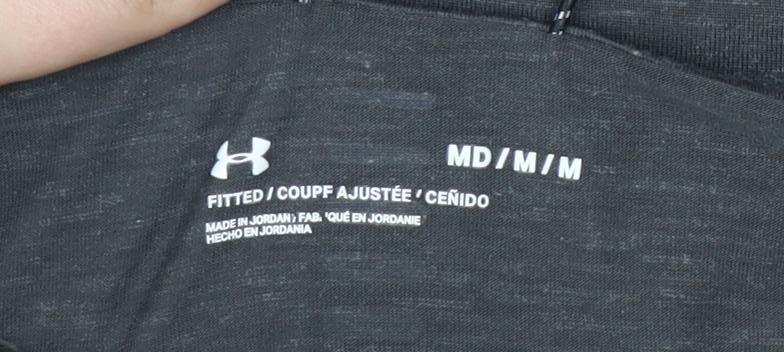 MD / M / M
FITTED / COUPE AJUSTÉE / CEÑIDO
MADE IN JORDAN / FABRIQUÉ EN JORDANIE
HECHO EN JORDANIA